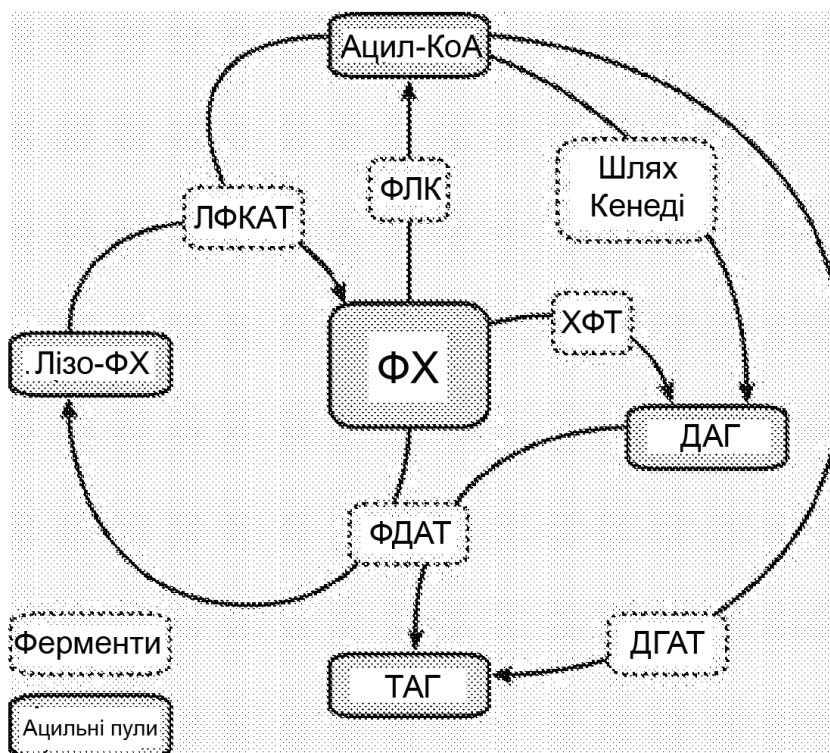 Ацил-КоА
Шлях
Кенеді
ФЛК
ЛФКАТ
ХФТ
ФХ
. Лізо-ФХ
ДАГ
ФДАТ
Ферменти
ДГАТ
ТАГ
Ацильні пули